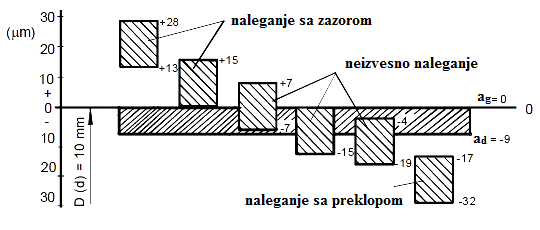 30
(μm)
20
10
+
0
-
10
20
30
D (d) = 10 mm
+28
+13
naleganje sa zazorom
+15
+7
-7
neizvesno naleganje
-15
-4
-19
ag= 0
0
ad = -9
-17
-32
naleganje sa preklopom